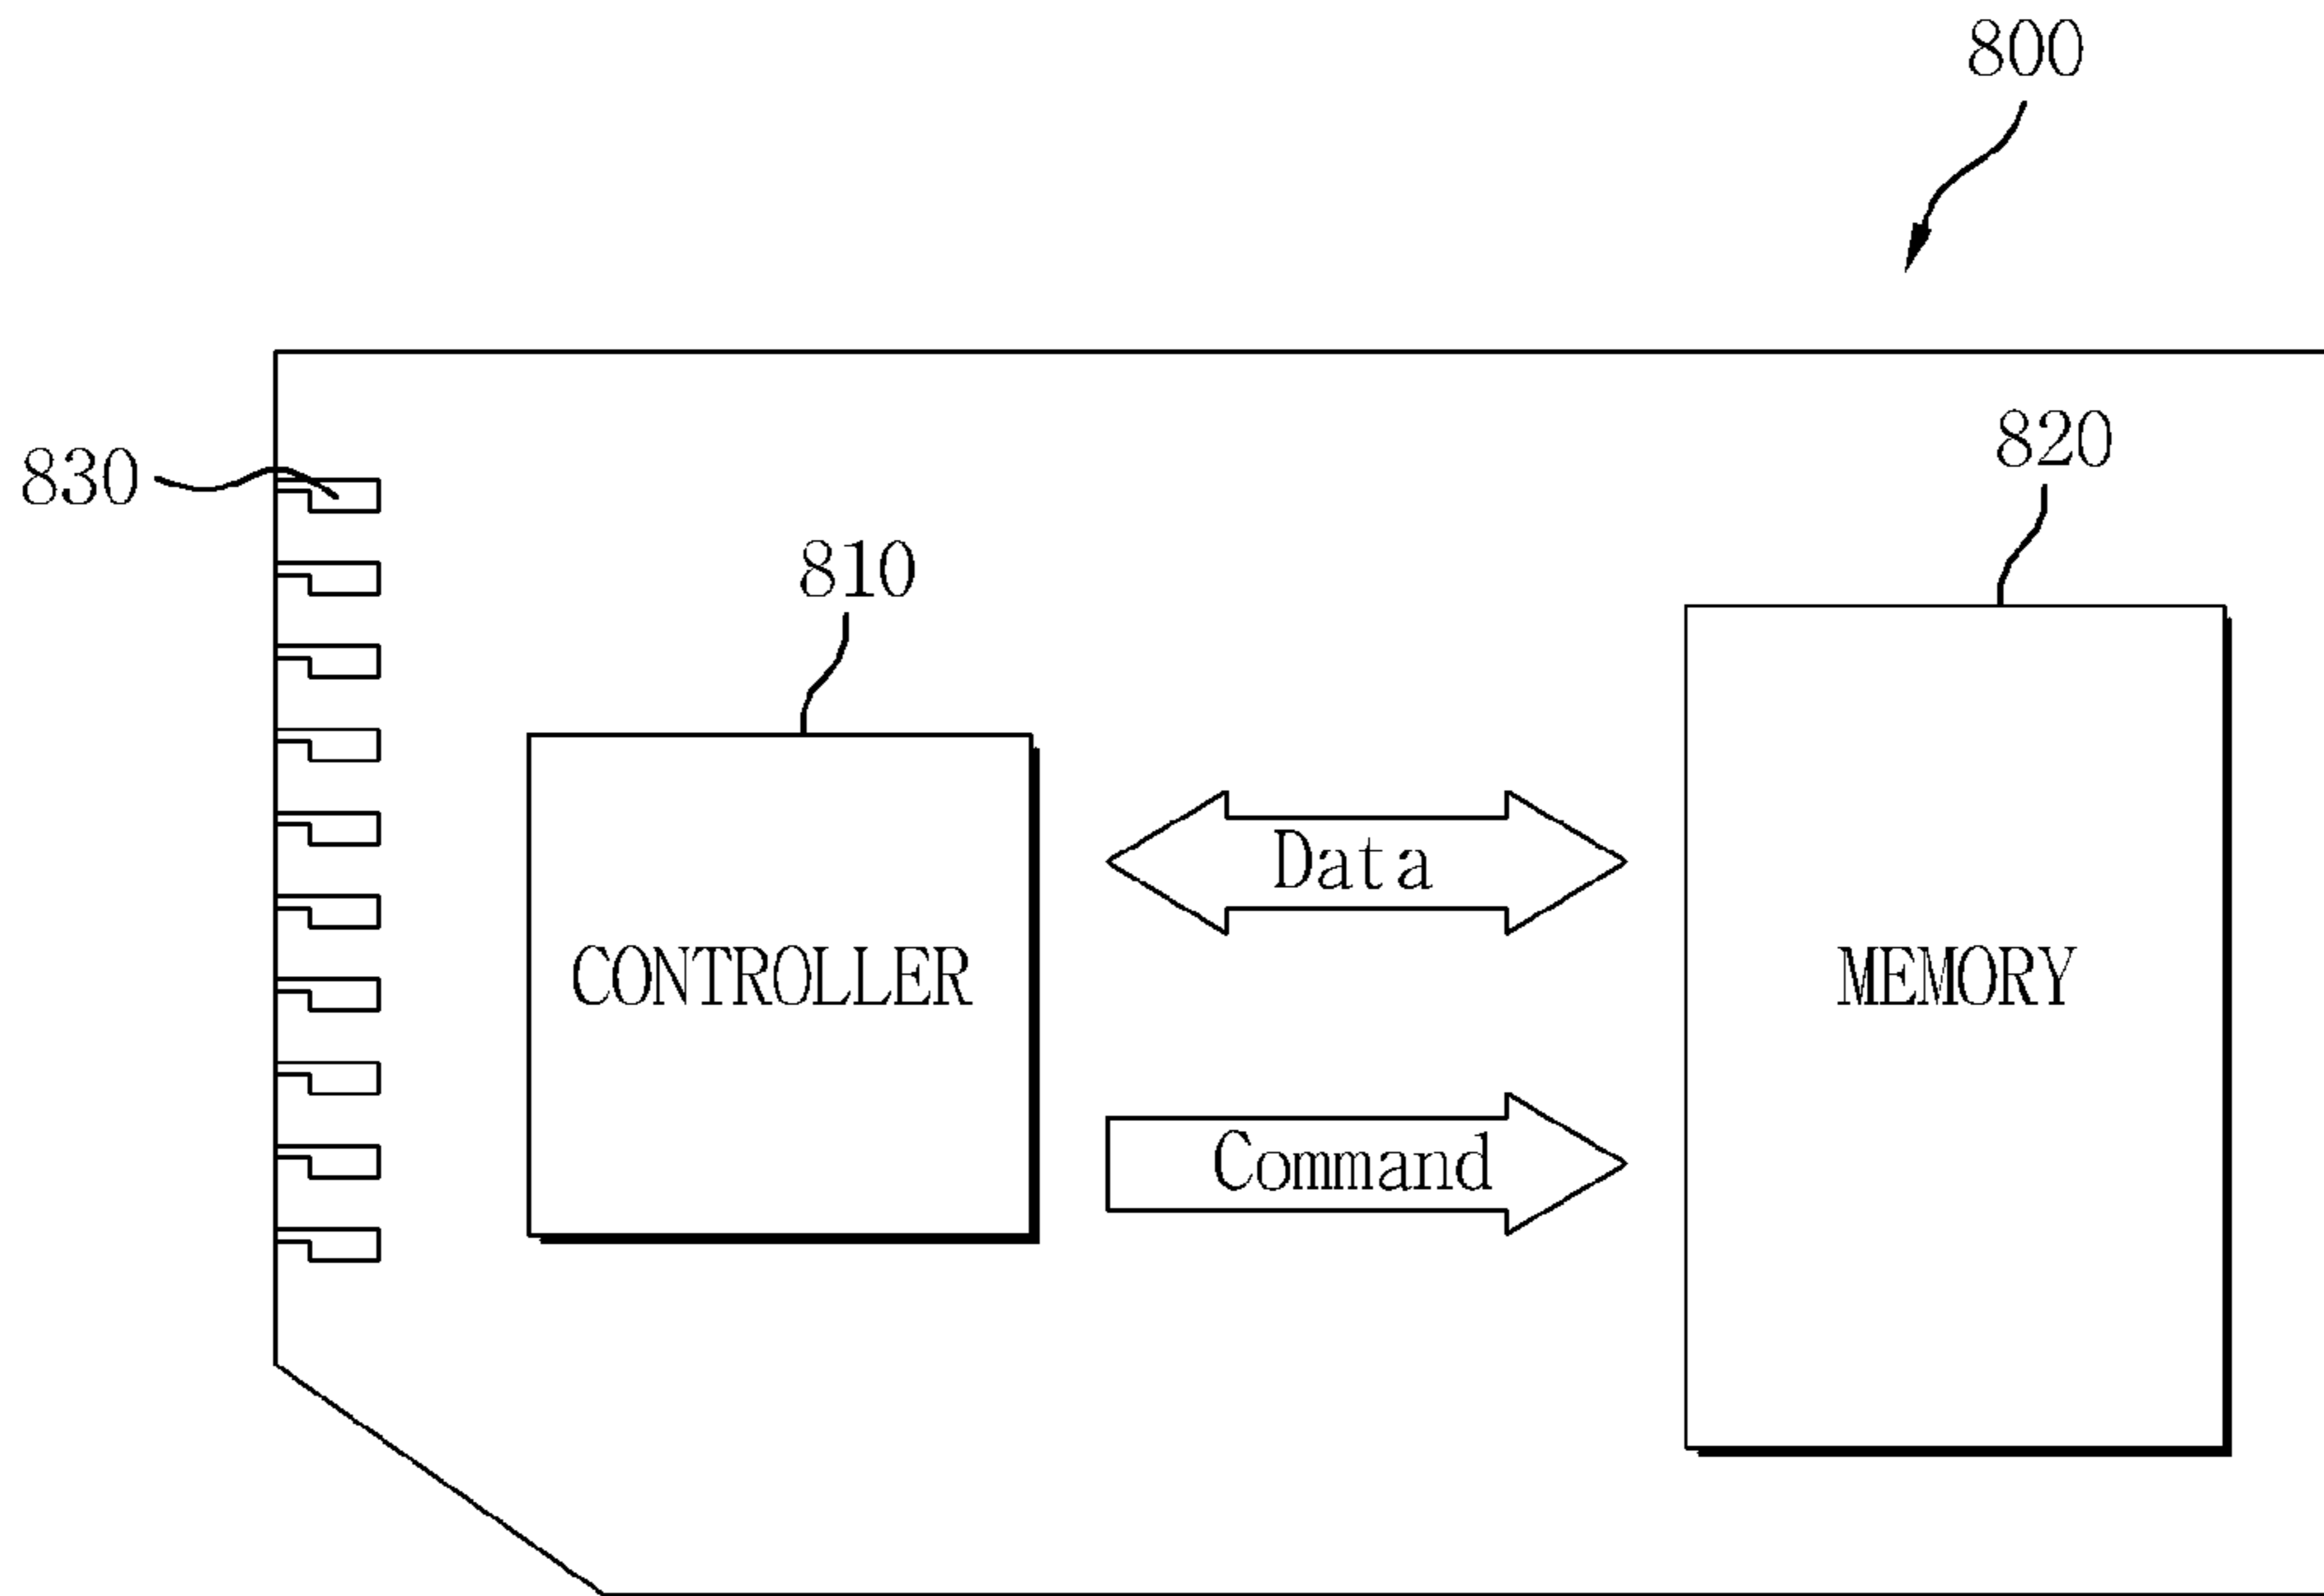 800
820
830
810
Data
CONTROLLER
MEMORY
Command